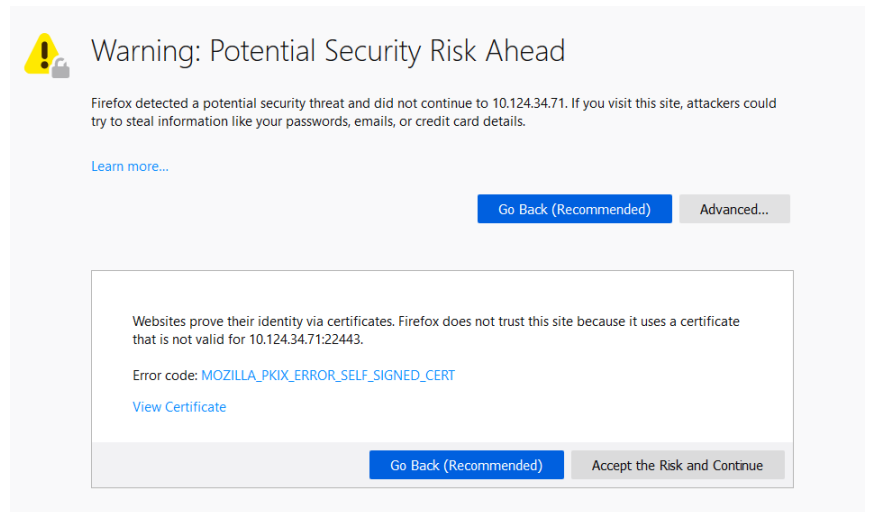 Warning: Potential Security Risk Ahead
Firefox detected a potential security threat and did not continue to 10.124.34.71. If you visit this site, attackers could
try to steal information like your passwords, emails, or credit card details.
Learn more...
Go Back (Recommended) Advanced...
Websites prove their identity via certificates. Firefox does not trust this site because it uses a certificate
that is not valid for 10.124.34.71:22443.
Error code: MOZILLA_PKIX_ERROR_SELF_SIGNED_CERT
View Certificate
Go Back (Recommended) Accept the Risk and Continue